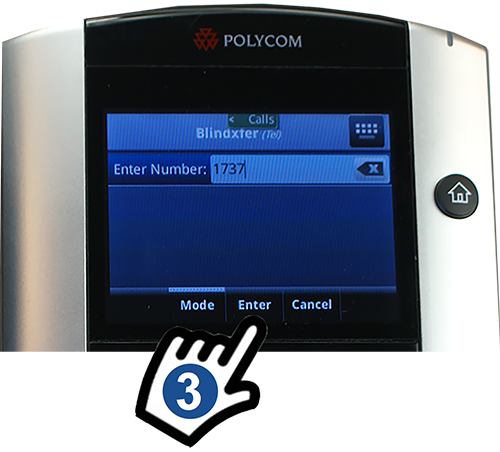 POLYCOM
< Calls
Blindxfer (Tel)
Enter Number: 1737
Mode Enter Cancel
3